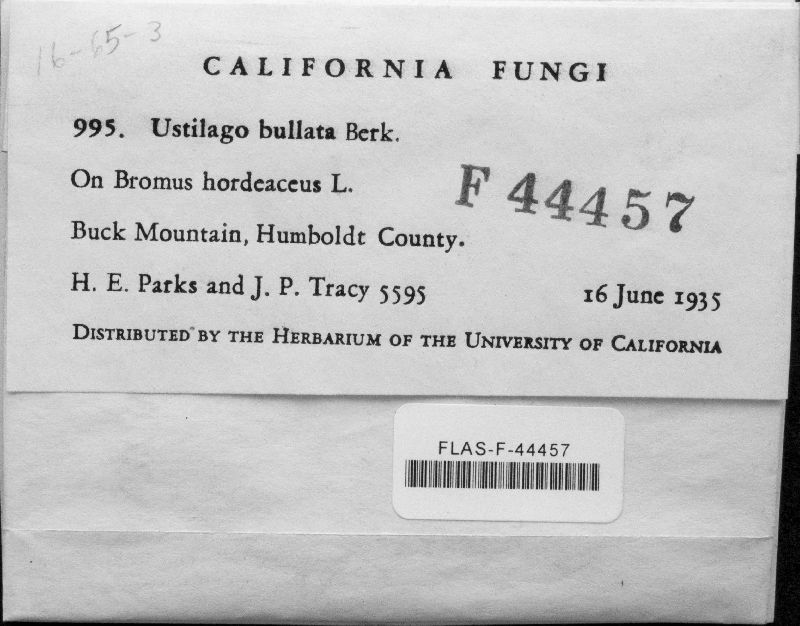 16-65-3
CALIFORNIA FUNGI
995. Ustilago bullata Berk.
On Bromus hordeaceus L.
F 44457
Buck Mountain, Humboldt County.
H. E. Parks and J. P. Tracy 5595 16 June 1935
DISTRIBUTED BY THE HERBARIUM OF THE UNIVERSITY OF CALIFORNIA
FLAS-F-44457